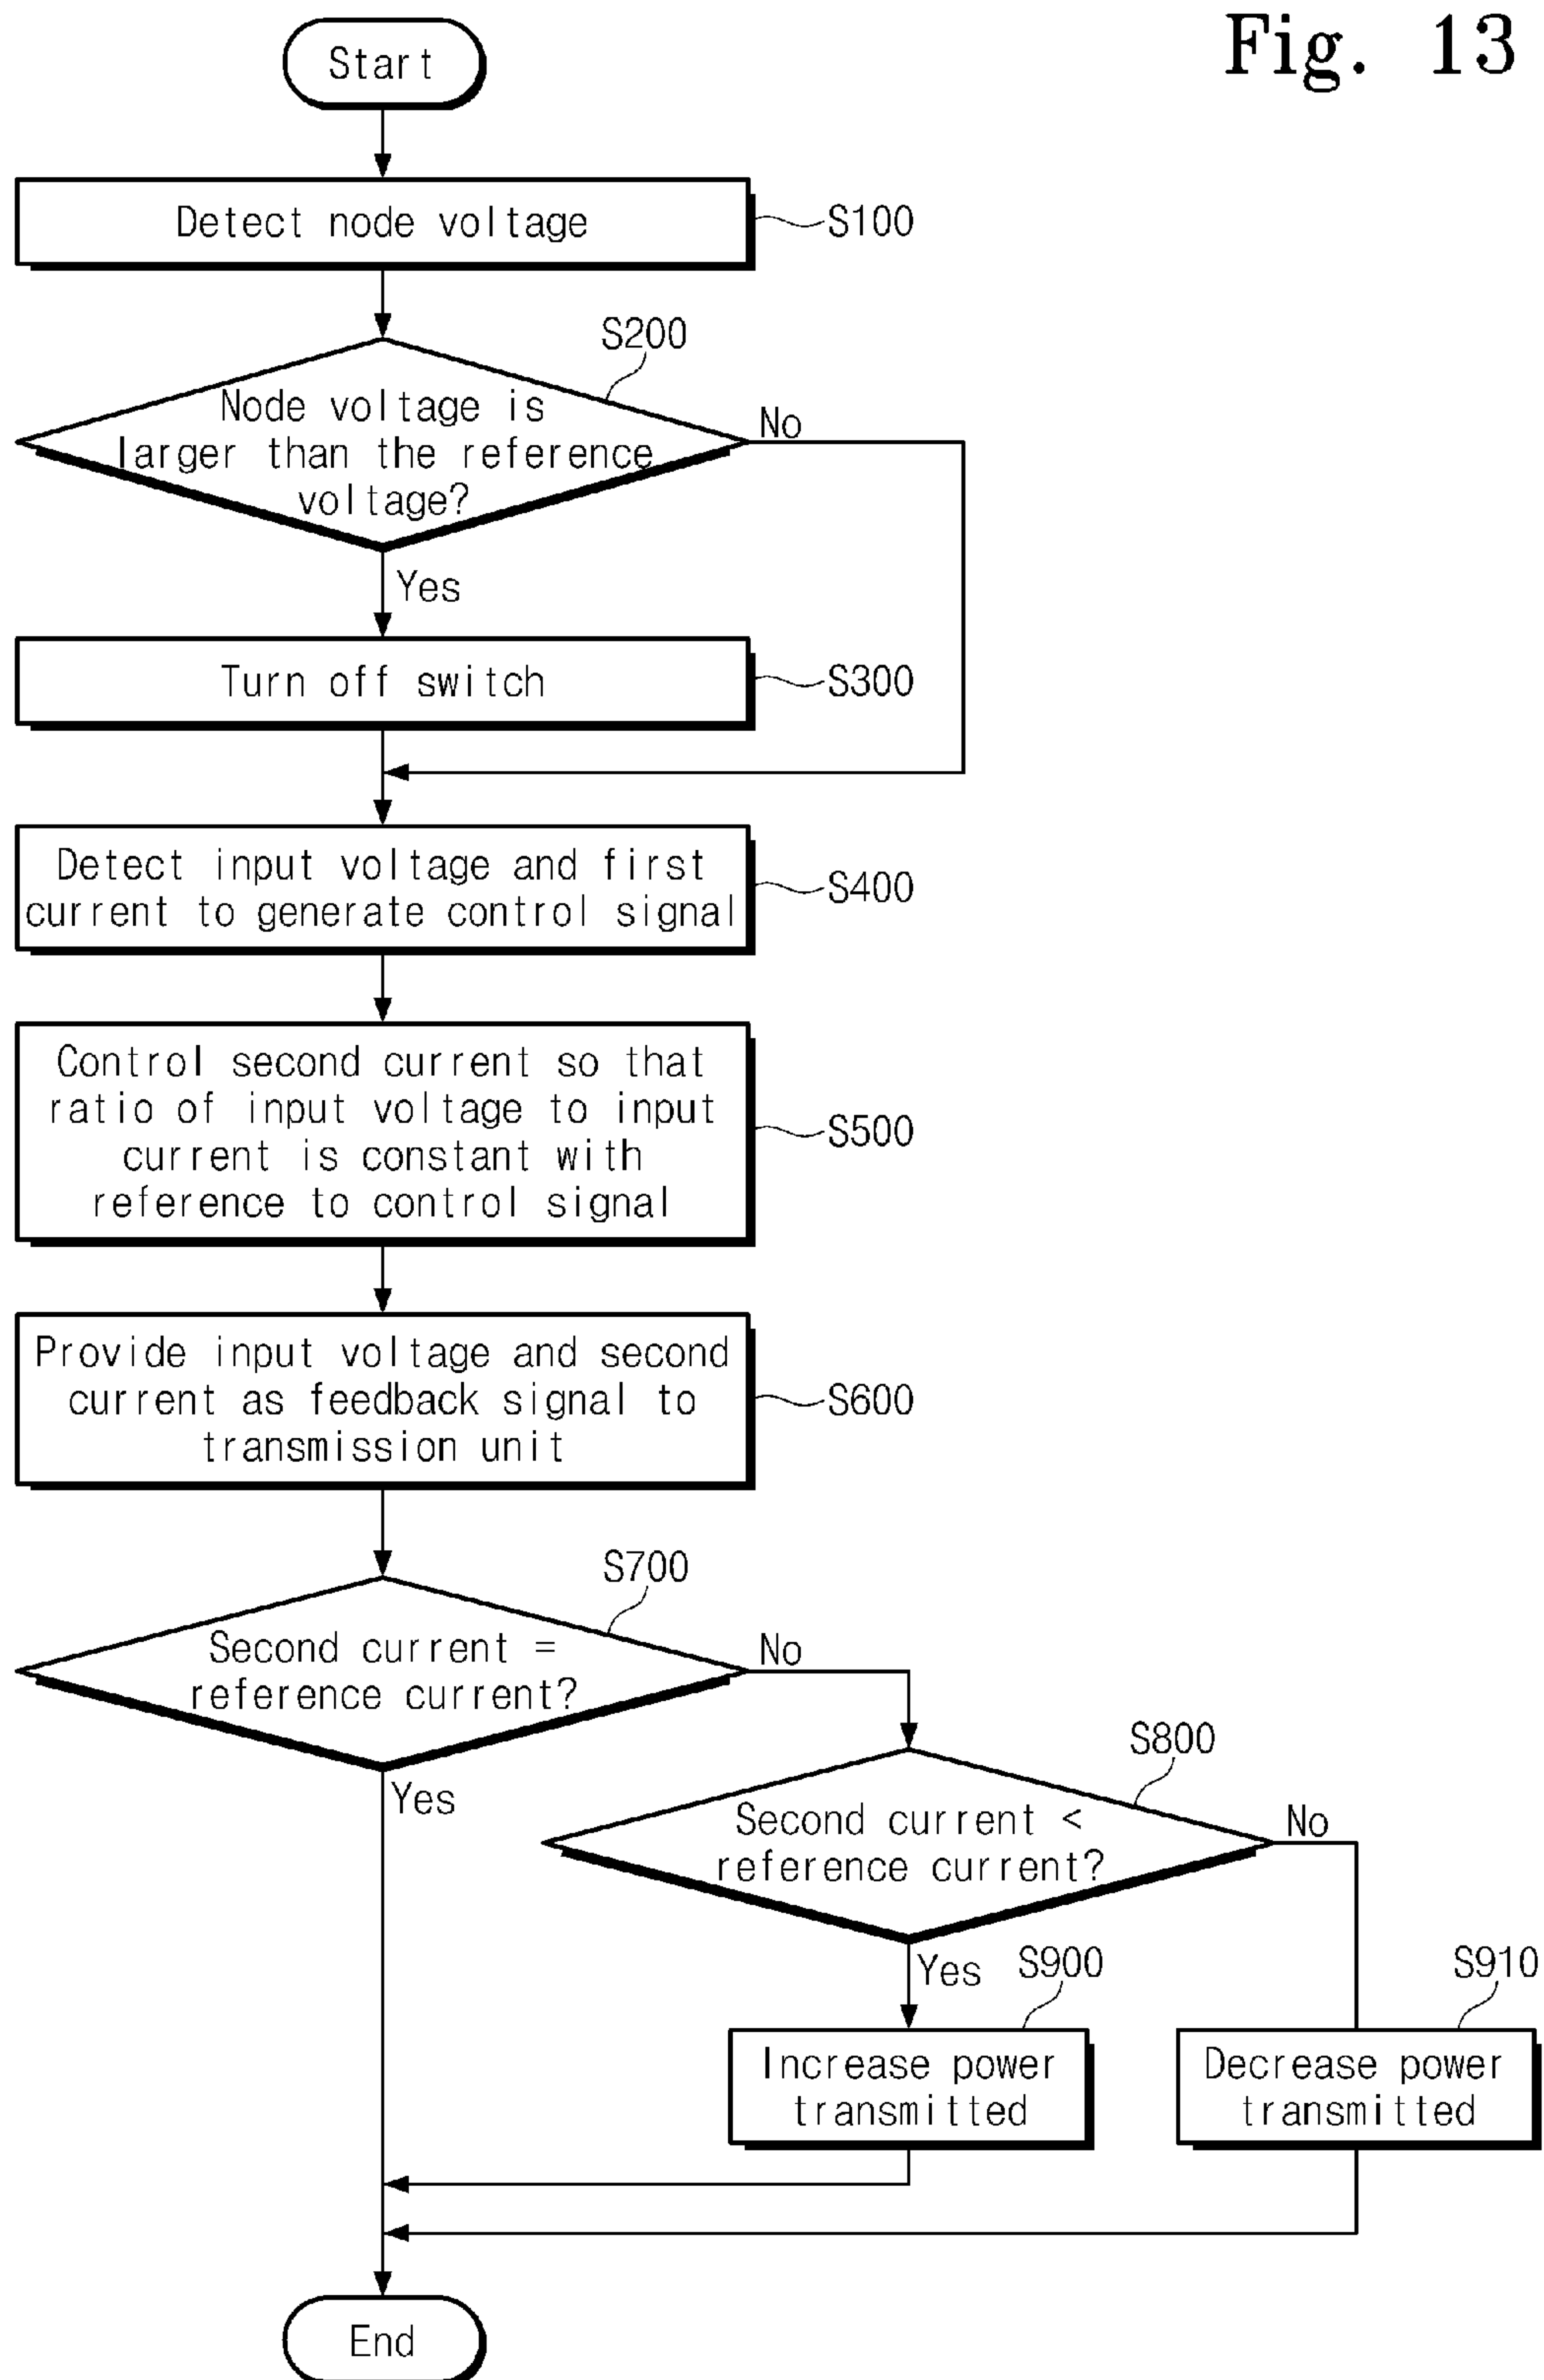 Fig. 13
Start
Detect node voltage
S100
S200
Node voltage is
larger than the reference
voltage?
No
Yes
Turn off switch
S300
Detect input voltage and first
current to generate control signal
S400
Control second current so that
ratio of input voltage to input
current is constant with
reference to control signal
S500
Provide input voltage and second
current as feedback signal to
transmission unit
S600
S700
Second current =
reference current?
No
Yes
S800
Second current <
reference current?
No
Yes
S900
Increase power
transmitted
S910
Decrease power
transmitted
End